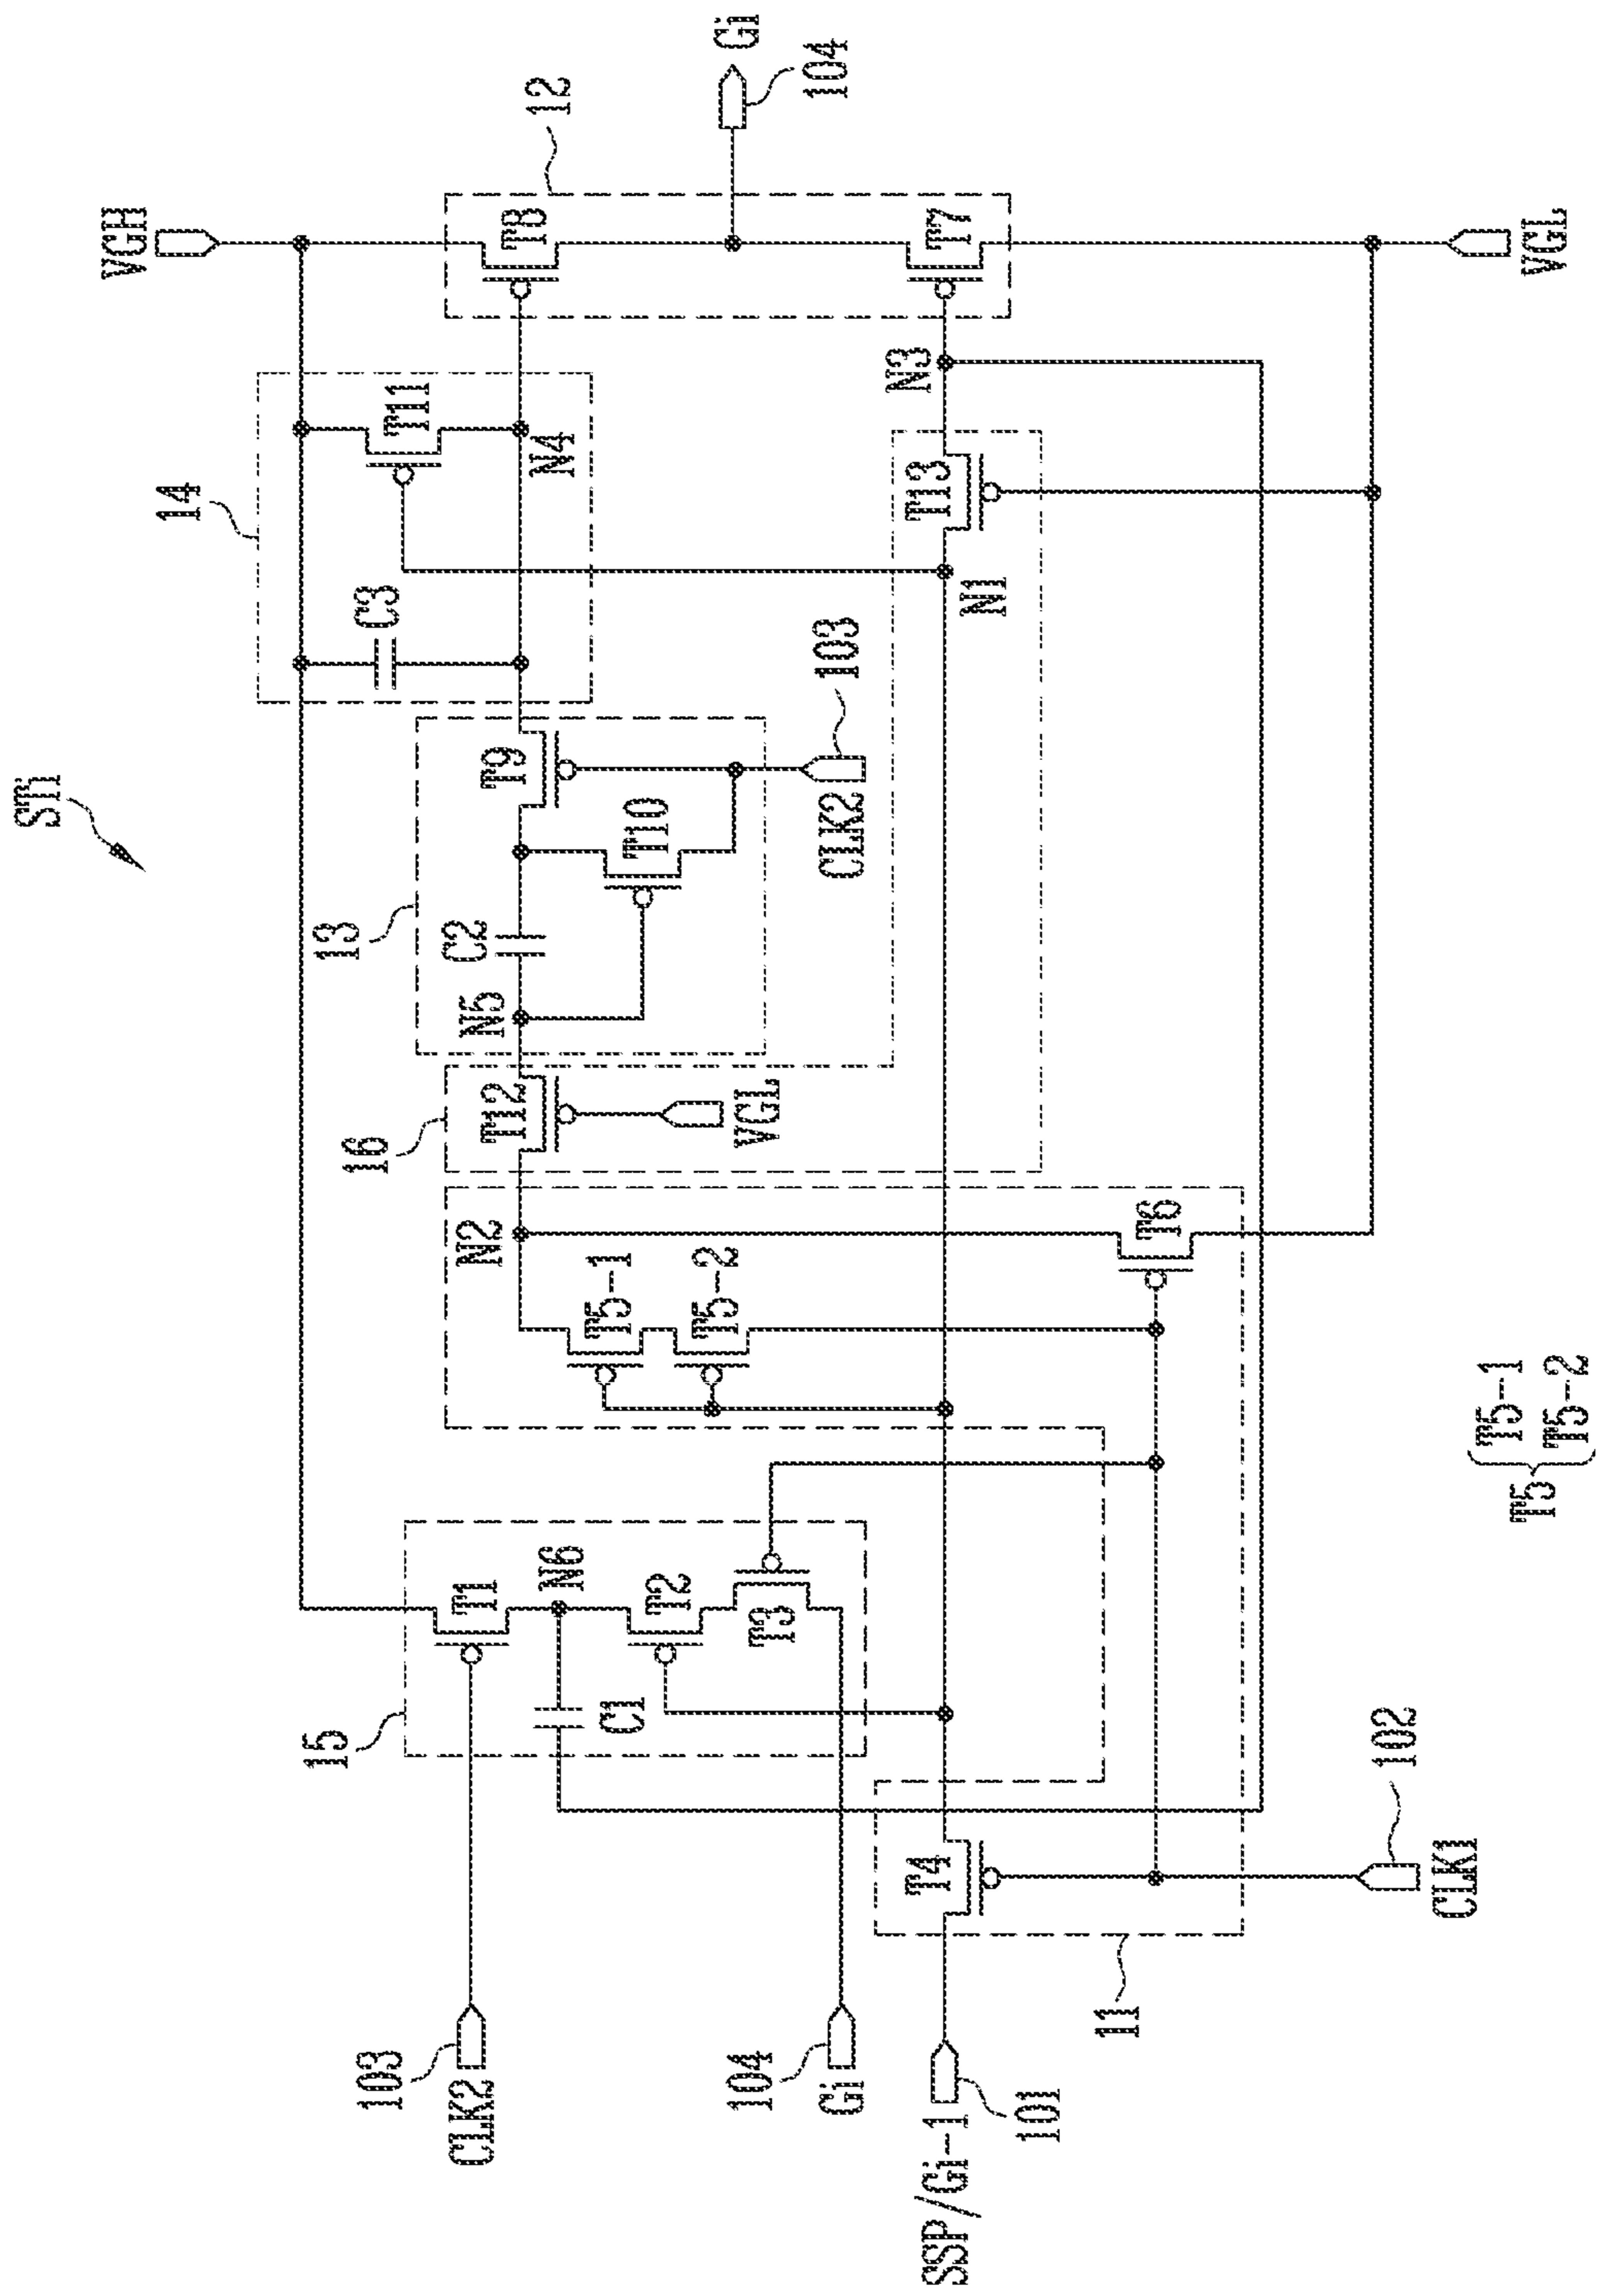 STi
VGH
14
C3
T11
N4
12
T8
Gi
104
T7
N3
13
C2
N5
T9
T10
103
CLK2
T13
N1
16
T12
VGL
N2
T5-1
T5-2
T6
VGL
15
T1
N6
C1
T2
T3
103
CLK2
104
Gi
SSP/Gi-1
101
T4
11
102
CLK1
T5
T5-1
T5-2